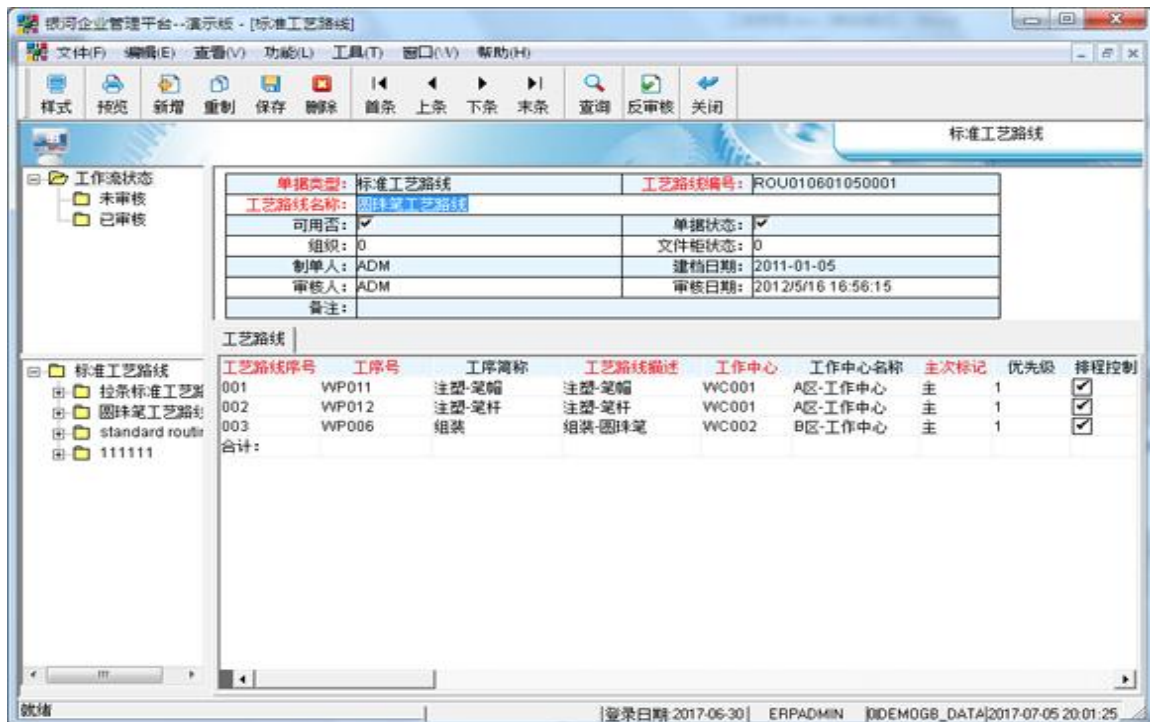 银河企业管理平台--演示版 - [标准工艺路线]
文件(F) 编辑(E) 查看(V) 功能(L) 工具(T) 窗口(W) 帮助(H)
样式 预览 新增 重制 保存 删除 首条 上条 下条 末条 查询 反审核 关闭
标准工艺路线
工作流状态
未审核
已审核
单据类型: 标准工艺路线 工艺路线编号: ROU010601050001
工艺路线名称: 圆珠笔工艺路线
可用否: 单据状态:
组织: 0 文件柜状态: 0
制单人: ADM 建档日期: 2011-01-05
审核人: ADM 审核日期: 2012/5/16 16:56:15
备注:
工艺路线
标准工艺路线
拉条标准工艺路
圆珠笔工艺路线
standard routin
111111
工艺路线序号 工序号 工序简称 工艺路线描述 工作中心 工作中心名称 主次标记 优先级 排程控制
001 WP011 注塑-笔帽 注塑-笔帽 WC001 A区-工作中心 主 1
002 WP012 注塑-笔杆 注塑-笔杆 WC001 A区-工作中心 主 1
003 WP006 组装 组装-圆珠笔 WC002 B区-工作中心 主 1
合计:
就绪 登录日期:2017-06-30 ERPADMIN 2017-07-05 20:01:25